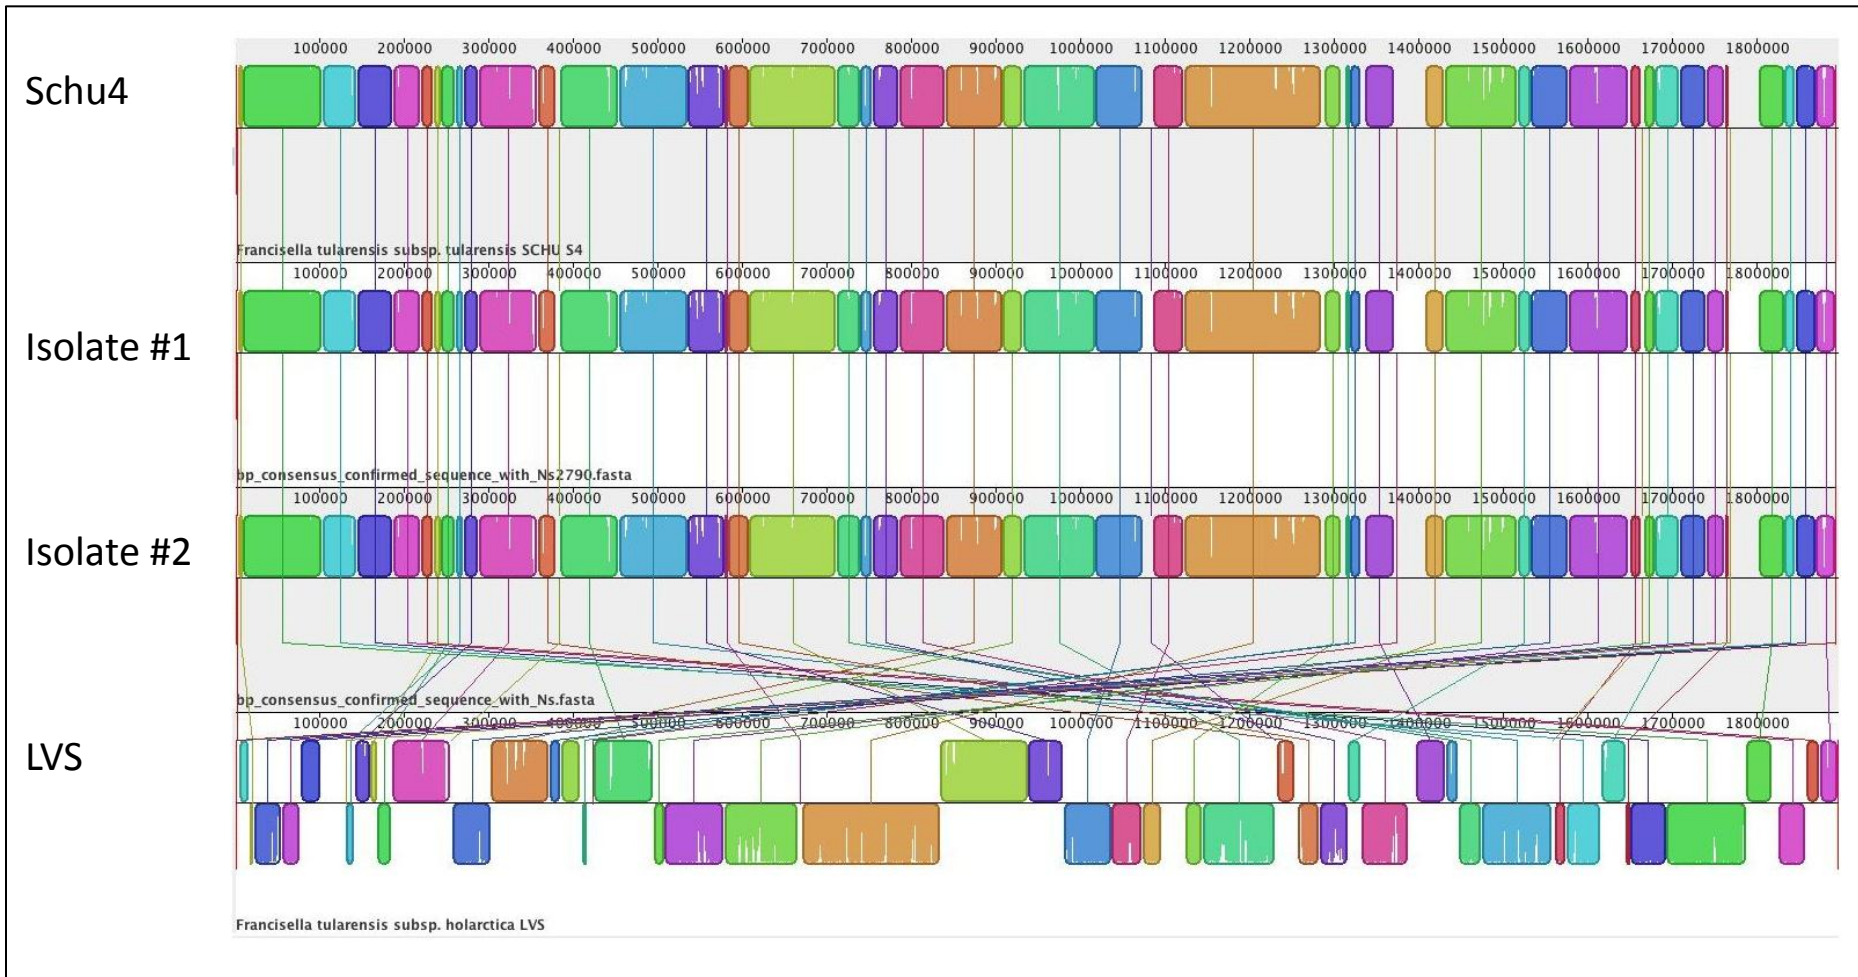 100000 200000 300000 400000 500000 600000 700000 800000 900000 1000000 1100000 1200000 1300000 1400000 1500000 1600000 1700000 1800000
Schu4
Francisella tularensis subsp. tularensis SCHU S4
100000 200000 300000 400000 500000 600000 700000 800000 900000 1000000 1100000 1200000 1300000 1400000 1500000 1600000 1700000 1800000
Isolate #1
bp_consensus_confirmed_sequence_with_Ns2790.fasta
100000 200000 300000 400000 500000 600000 700000 800000 900000 1000000 1100000 1200000 1300000 1400000 1500000 1600000 1700000 1800000
Isolate #2
bp_consensus_confirmed_sequence_with_Ns.fasta
100000 200000 300000 400000 500000 600000 700000 800000 900000 1000000 1100000 1200000 1300000 1400000 1500000 1600000 1700000 1800000
LVS
Francisella tularensis subsp. holarctica LVS